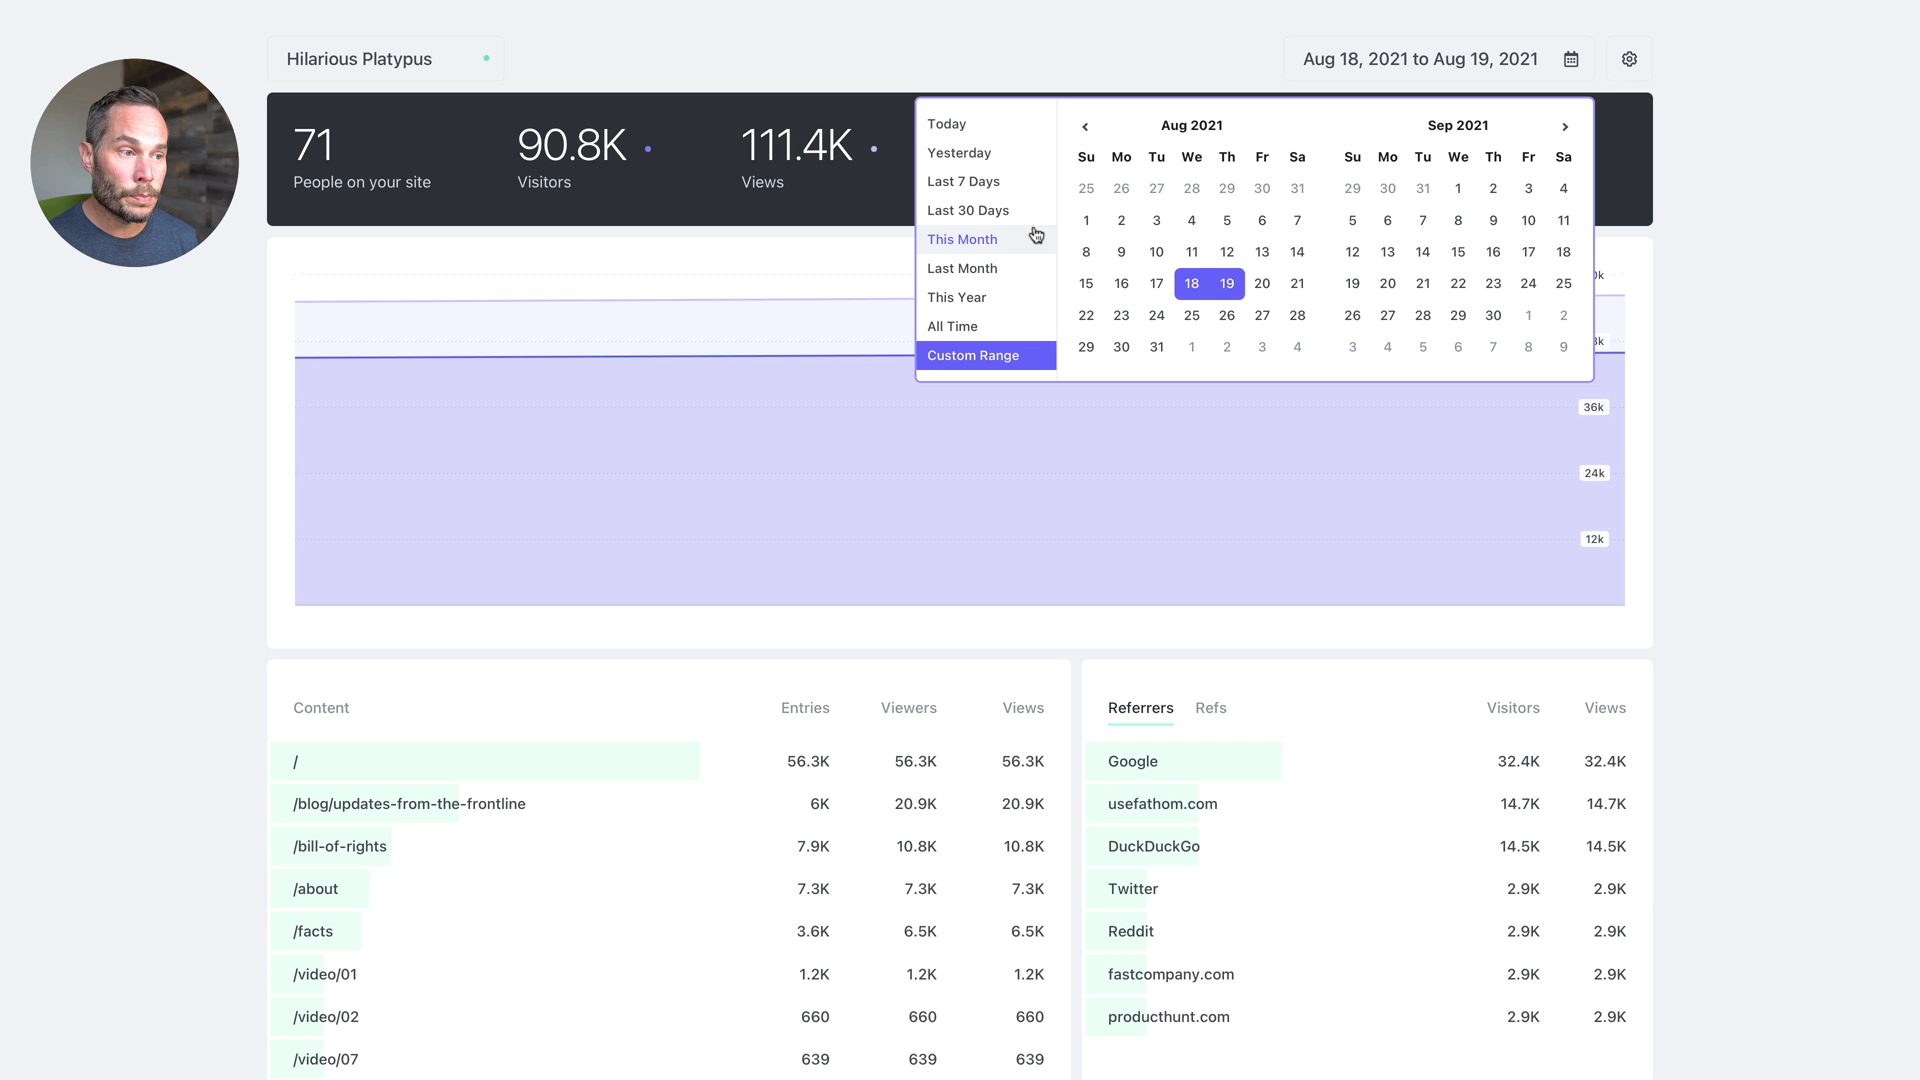 Hilarious Platypus
Aug 18, 2021 to Aug 19, 2021
71
People on your site
90.8K
Visitors
111.4K
Views
Today
Yesterday
Last 7 Days
Last 30 Days
This Month
Last Month
This Year
All Time
Custom Range
Aug 2021
Su Mo Tu We Th Fr Sa
25 26 27 28 29 30 31
1 2 3 4 5 6 7
8 9 10 11 12 13 14
15 16 17 18 19 20 21
22 23 24 25 26 27 28
29 30 31 1 2 3 4
Sep 2021
Su Mo Tu We Th Fr Sa
29 30 31 1 2 3 4
5 6 7 8 9 10 11
12 13 14 15 16 17 18
19 20 21 22 23 24 25
26 27 28 29 30 1 2
3 4 5 6 7 8 9
36k
24k
12k
Content Entries Viewers Views
/ 56.3K 56.3K 56.3K
/blog/updates-from-the-frontline 6K 20.9K 20.9K
/bill-of-rights 7.9K 10.8K 10.8K
/about 7.3K 7.3K 7.3K
/facts 3.6K 6.5K 6.5K
/video/01 1.2K 1.2K 1.2K
/video/02 660 660 660
/video/07 639 639 639
Referrers Refs Visitors Views
Google 32.4K 32.4K
usefathom.com 14.7K 14.7K
DuckDuckGo 14.5K 14.5K
Twitter 2.9K 2.9K
Reddit 2.9K 2.9K
fastcompany.com 2.9K 2.9K
producthunt.com 2.9K 2.9K